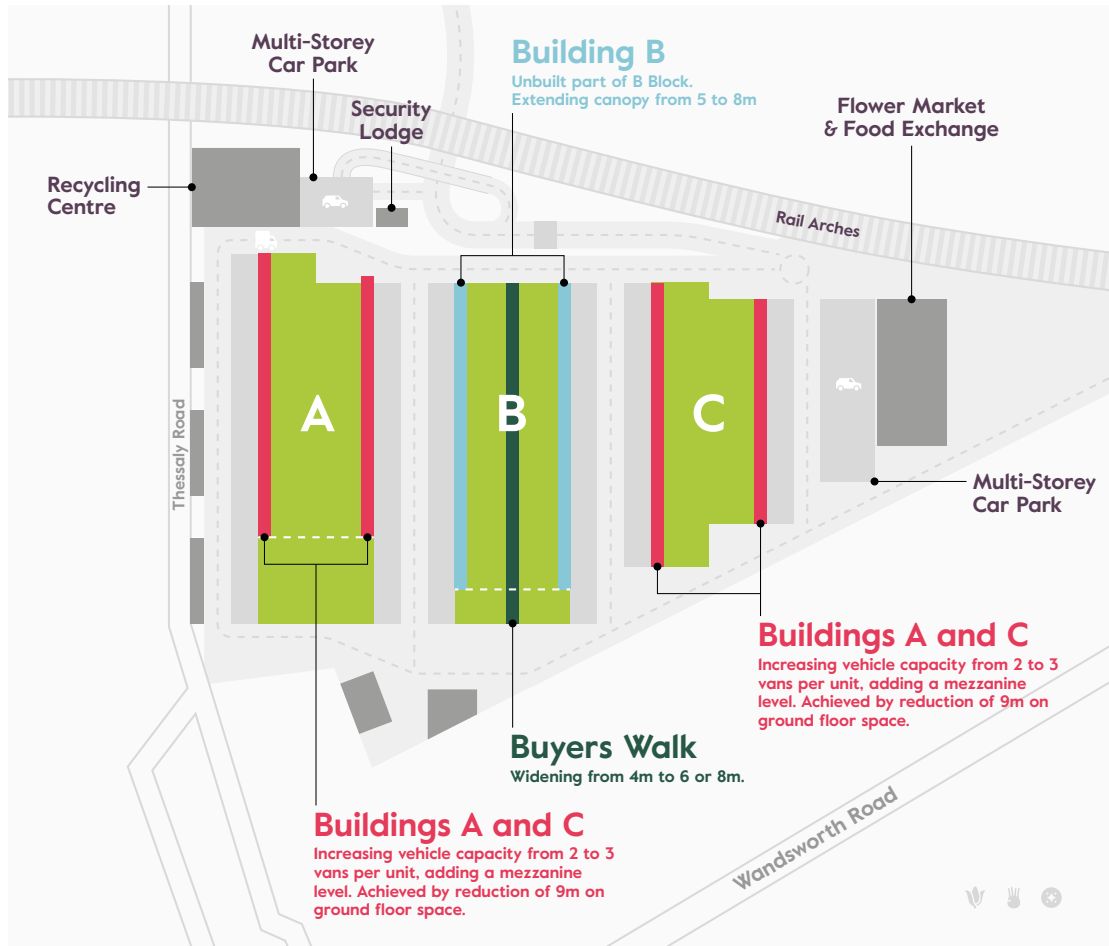 Multi-Storey
Car Park
Building B
Unbuilt part of B Block.
Extending canopy from 5 to 8m
Security
Lodge
Flower Market
& Food Exchange
Recycling
Centre
Rail Arches
A
B
C
Thessaly Road
Multi-Storey
Car Park
Buildings A and C
Increasing vehicle capacity from 2 to 3
vans per unit, adding a mezzanine
level. Achieved by reduction of 9m on
ground floor space.
Buyers Walk
Widening from 4m to 6 or 8m.
Buildings A and C
Increasing vehicle capacity from 2 to 3
vans per unit, adding a mezzanine
level. Achieved by reduction of 9m on
ground floor space.
Wandsworth Road